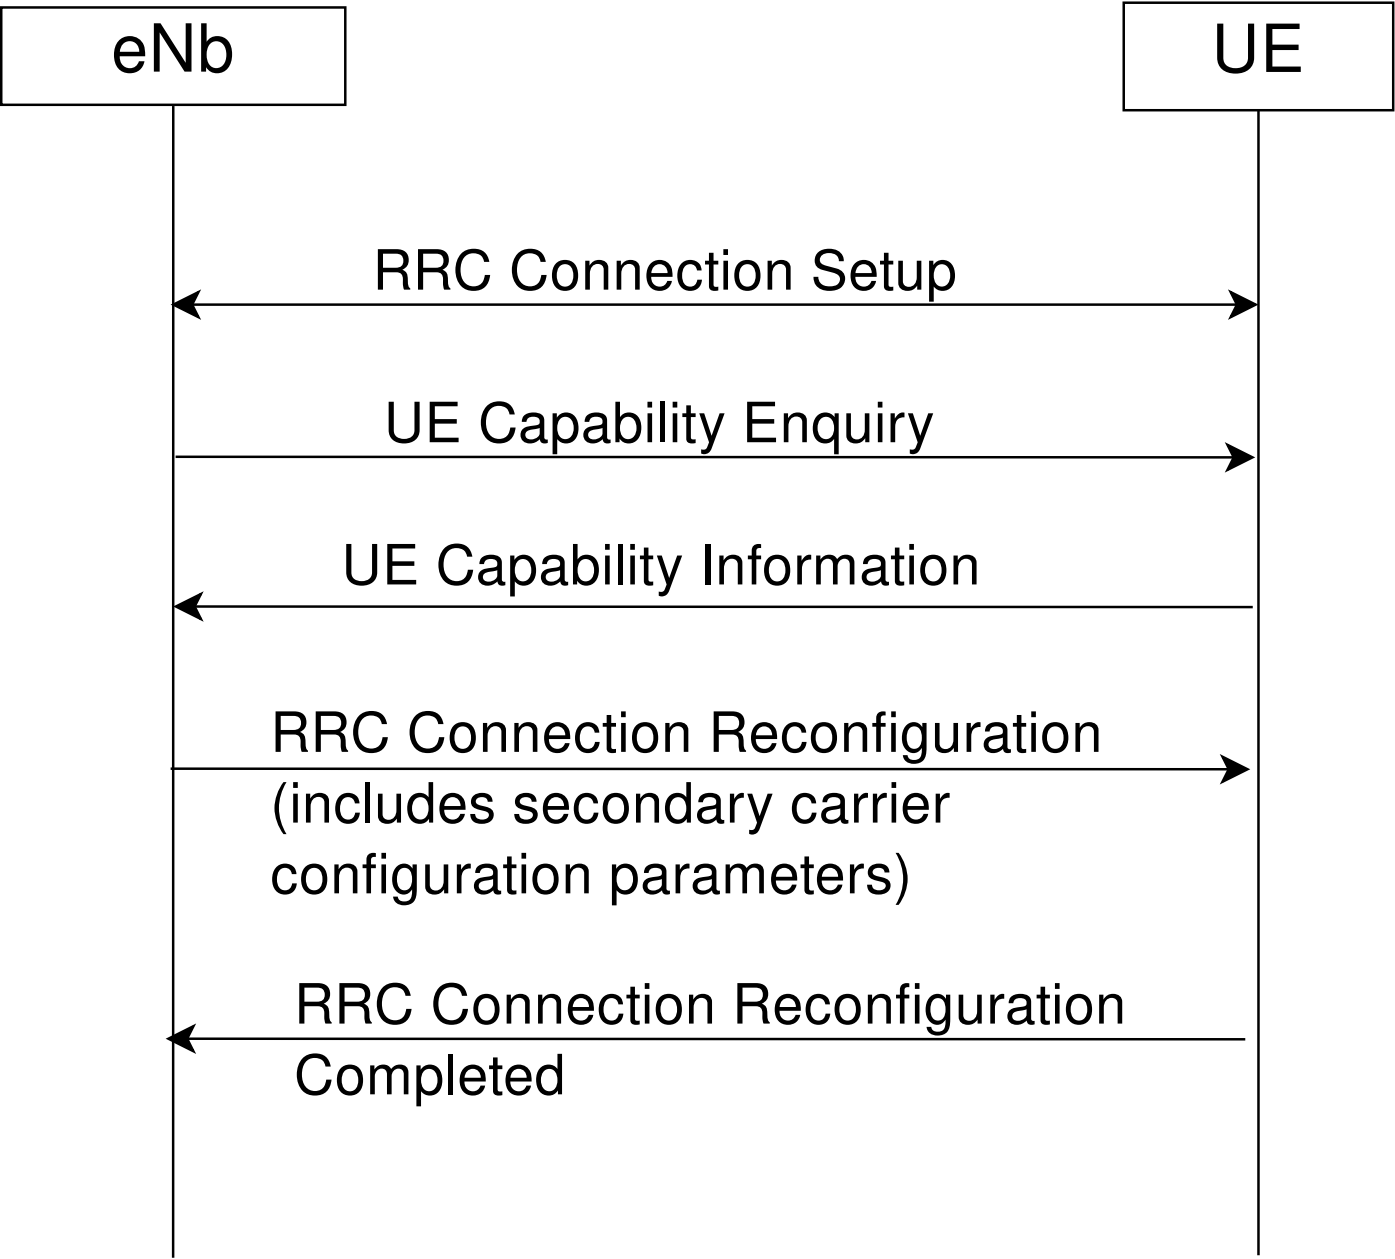 eNb
UE
RRC Connection Setup
UE Capability Enquiry
UE Capability Information
RRC Connection Reconfiguration
(includes secondary carrier
configuration parameters)
RRC Connection Reconfiguration
Completed